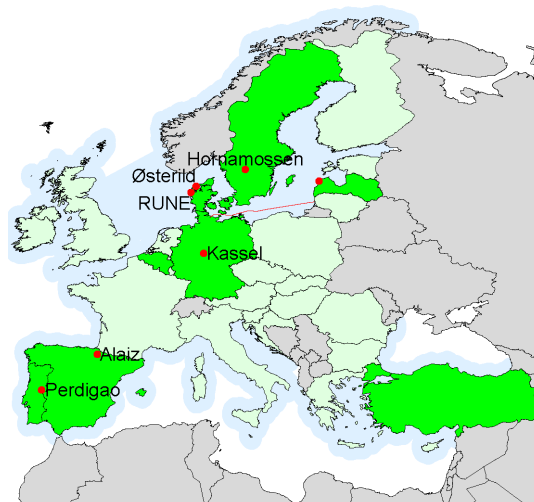 Hornamossen
Østerild
RUNE
Kassel
Alaiz
Perdigao